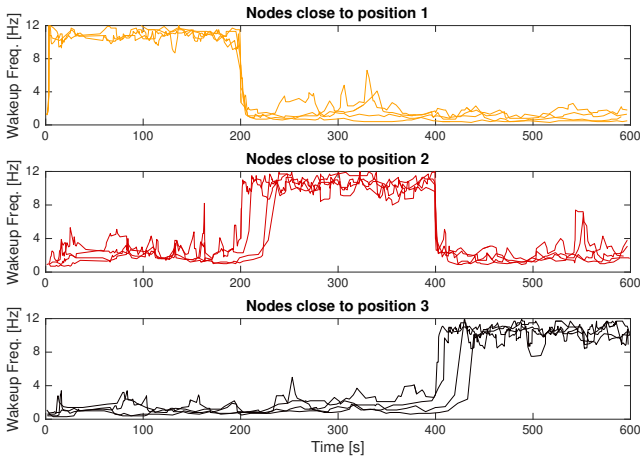 Nodes close to position 1
Wakeup Freq. [Hz]
12
8
4
0
0 100 200 300 400 500 600
Nodes close to position 2
Wakeup Freq. [Hz]
12
8
4
0
0 100 200 300 400 500 600
Nodes close to position 3
Wakeup Freq. [Hz]
12
8
4
0
0 100 200 300 400 500 600
Time [s]